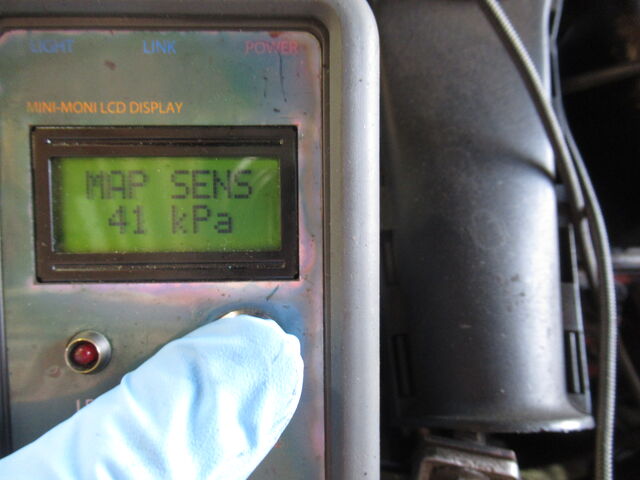 LIGHT LINK POWER
MINI-MONI LCD DISPLAY
MAP SENS
41 kPa